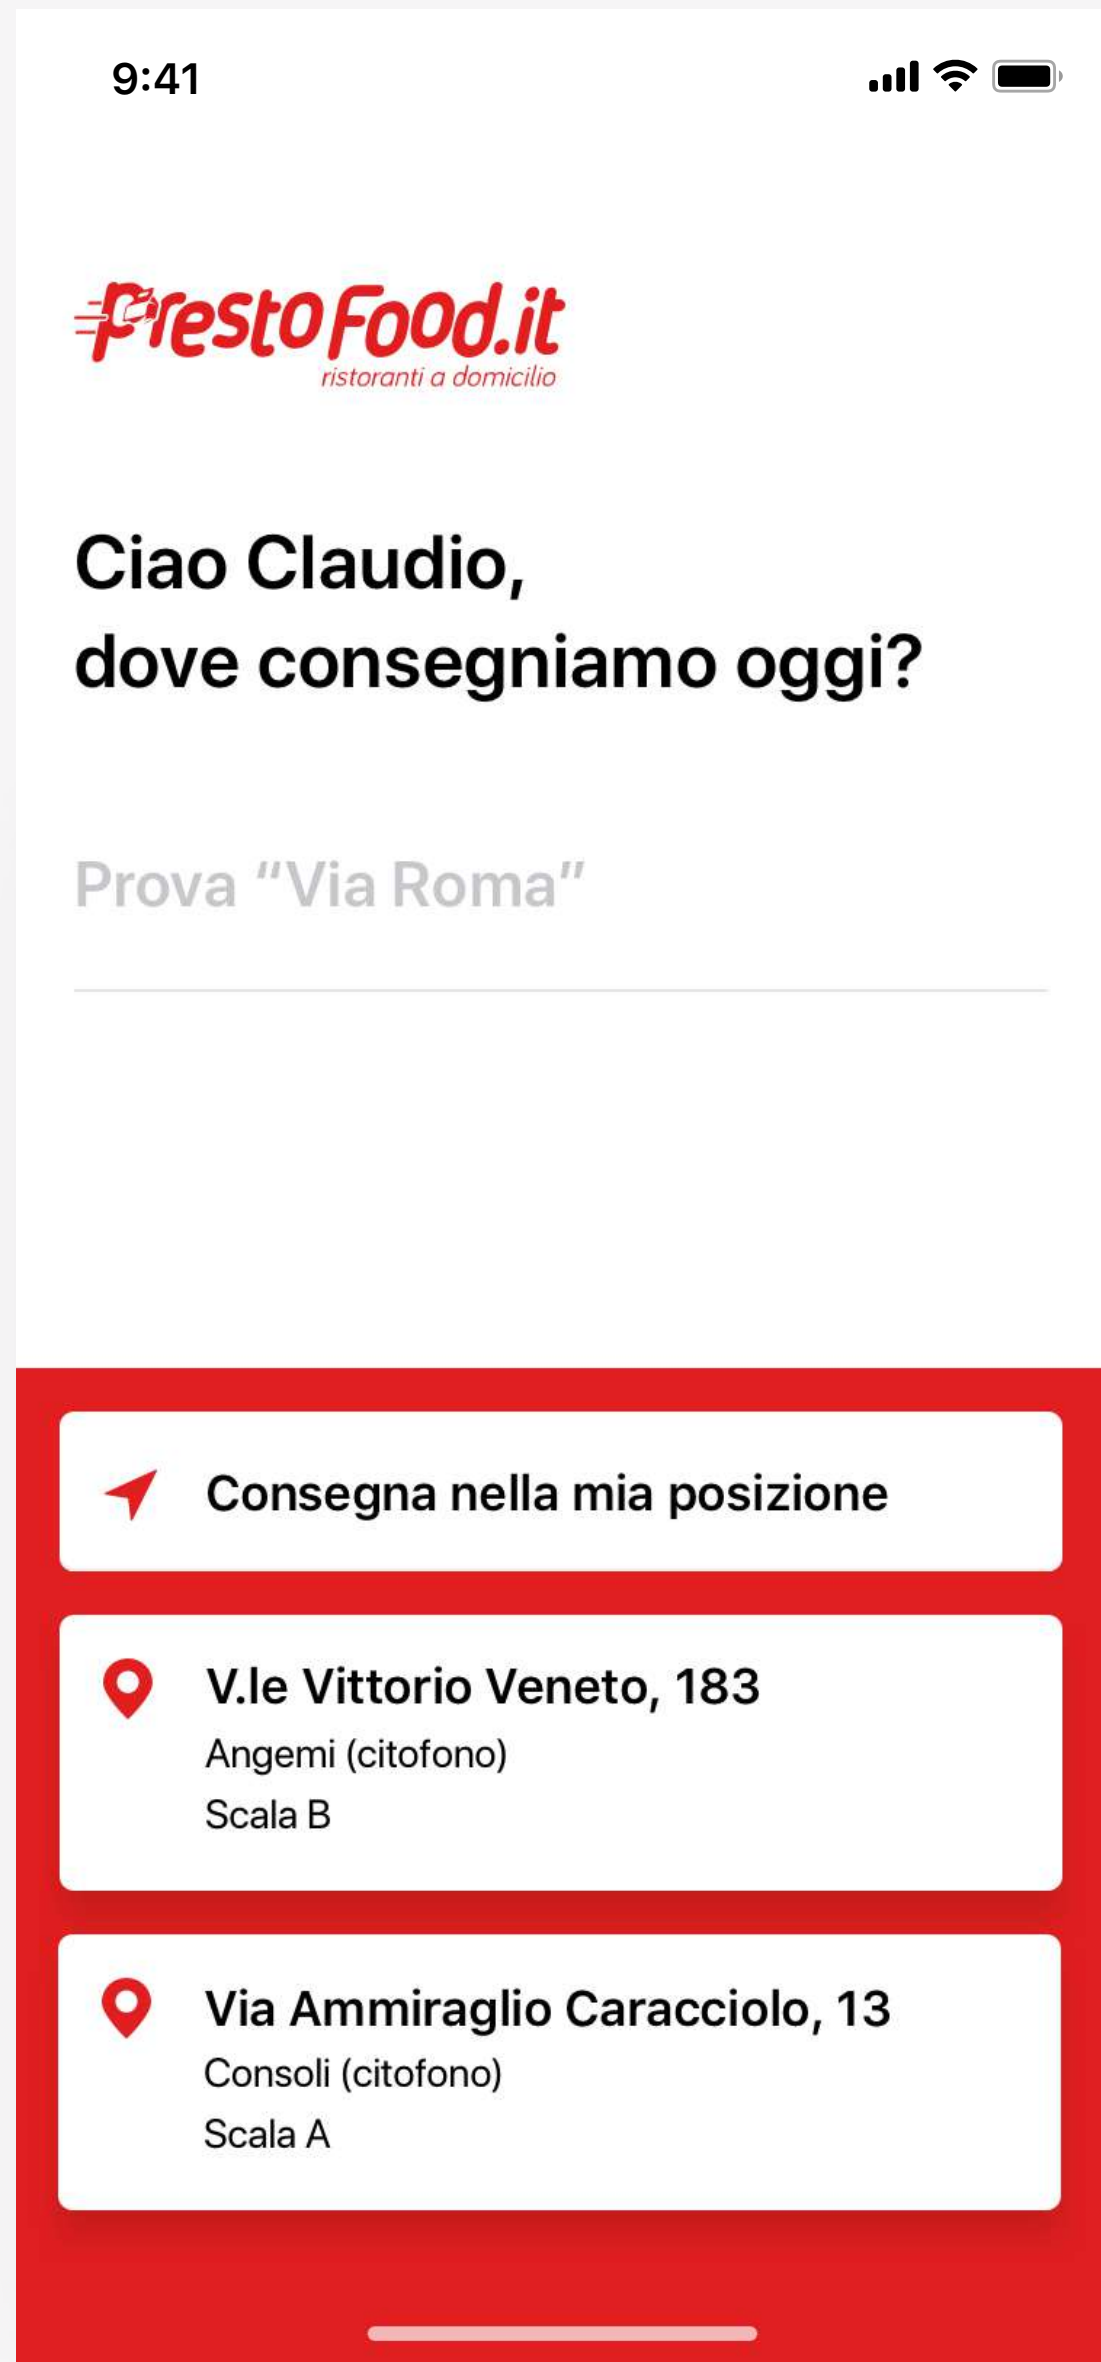 9:41
PrestoFood.it
ristoranti a domicilio
Ciao Claudio,
dove consegniamo oggi?
Prova “Via Roma”
Consegna nella mia posizione
V.le Vittorio Veneto, 183
Angemi (citofono)
Scala B
Via Ammiraglio Caracciolo, 13
Consoli (citofono)
Scala A